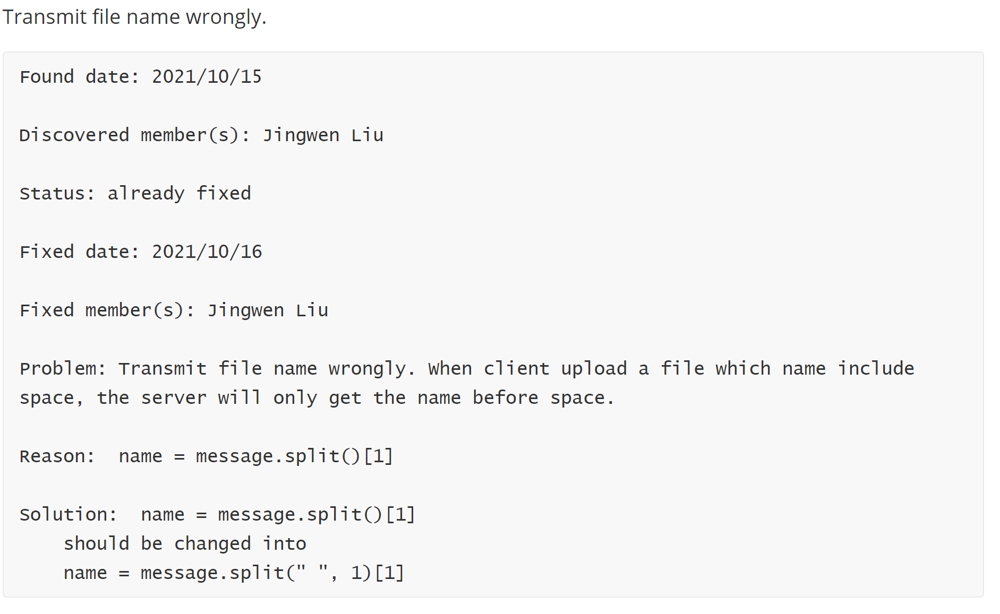 Transmit file name wrongly.
Found date: 2021/10/15
Discovered member(s): Jingwen Liu
Status: already fixed
Fixed date: 2021/10/16
Fixed member(s): Jingwen Liu
Problem: Transmit file name wrongly. When client upload a file which name include
space, the server will only get the name before space.
Reason:  name = message.split()[1]
Solution:  name = message.split()[1]
    should be changed into
    name = message.split(" ", 1)[1]